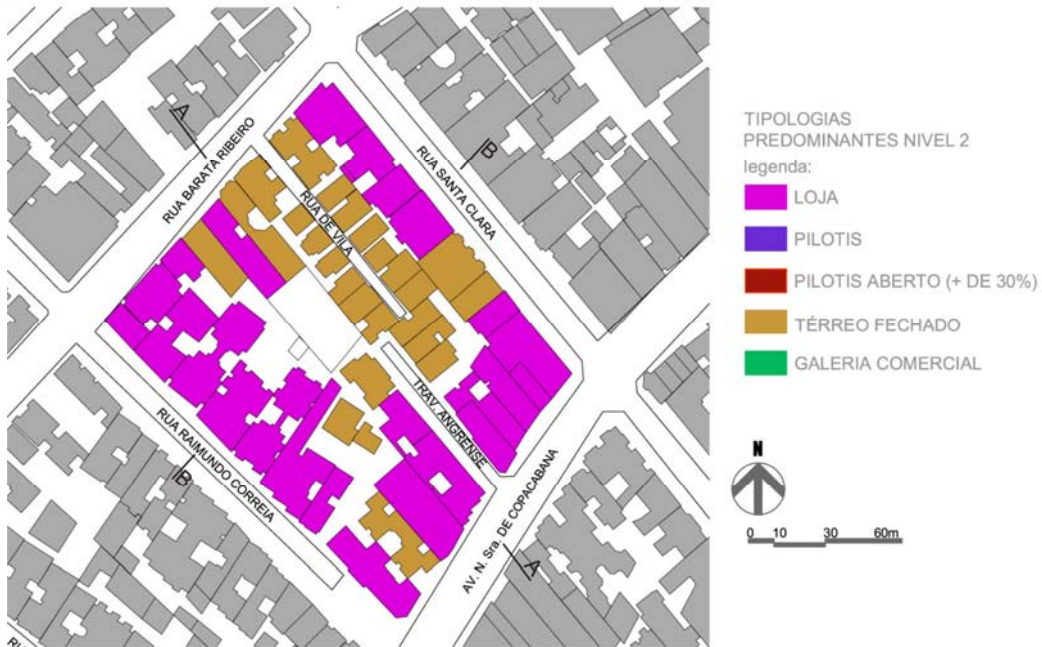 A
RUA BARATA RIBEIRO
B
RUA SANTA CLARA
RUA DE VILA
TRAV. ANGRENSE
RUA RAIMUNDO CORREIA
B
AV. N. Sra. DE COPACABANA
A
RU
TIPOLOGIAS
PREDOMINANTES NIVEL 2
legenda:
LOJA
PILOTIS
PILOTIS ABERTO (+ DE 30%)
TÉRREO FECHADO
GALERIA COMERCIAL
N
0 10 30 60m